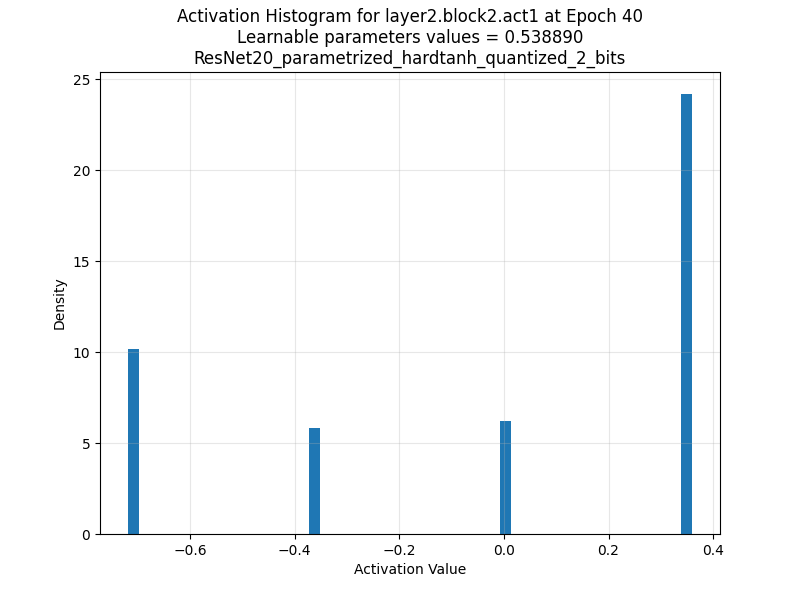 Activation Histogram for layer2.block2.act1 at Epoch 40
Learnable parameters values = 0.538890
ResNet20_parametrized_hardtanh_quantized_2_bits
25
20
15
10
5
0
Density
−0.6 −0.4 −0.2 0.0 0.2 0.4
Activation Value